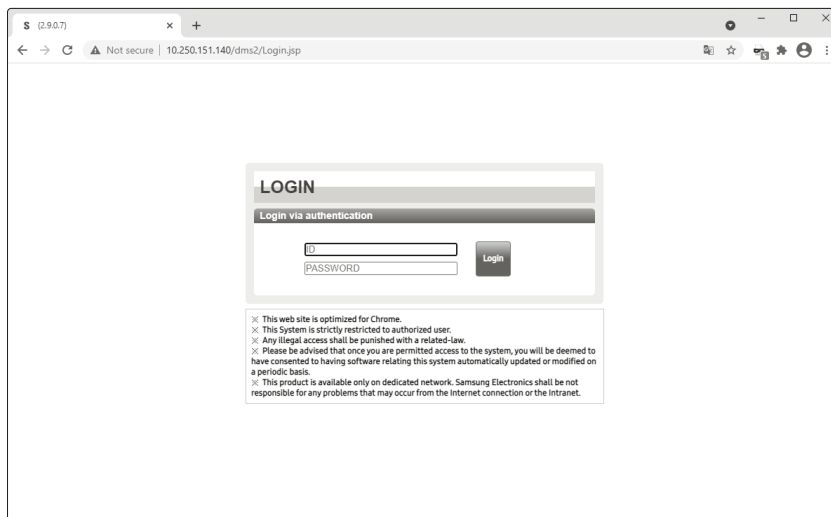 S (2.9.0.7)
Not secure | 10.250.151.140/dms2/Login.jsp
LOGIN
Login via authentication
ID
PASSWORD
Login
※ This web site is optimized for Chrome.
※ This System is strictly restricted to authorized user.
※ Any illegal access shall be punished with a related-law.
※ Please be advised that once you are permitted access to the system, you will be deemed to
have consented to having software relating this system automatically updated or modified on
a periodic basis.
※ This product is available only on dedicated network. Samsung Electronics shall be not
responsible for any problems that may occur from the Internet connection or the Intranet.